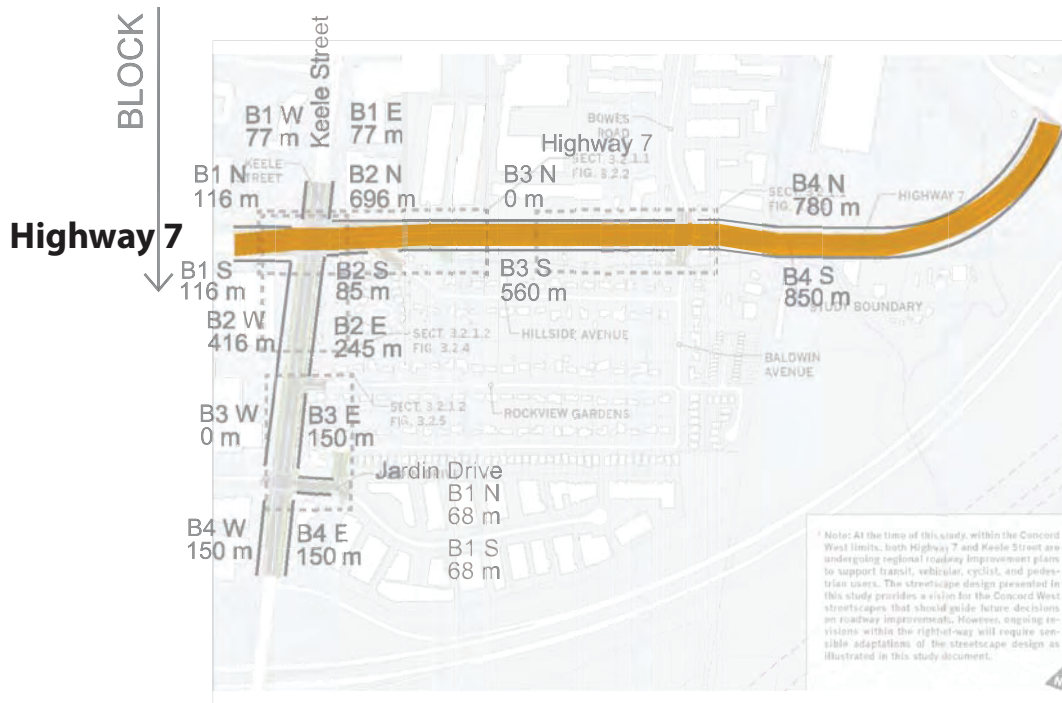 BLOCK
Keele Street
B1 W
77 m
B1 E
77 m
KEELE
STREET
B1 N
116 m
B2 N
696 m
BOWES
ROAD
Highway 7
SECT. 3.2.1.1
FIG. 3.2.2
B3 N
0 m
B4 N
780 m
HIGHWAY 7
Highway 7
B1 S
116 m
B2 S
85 m
B3 S
560 m
B4 S
850 m
STUDY BOUNDARY
B2 W
416 m
B2 E
245 m
SECT. 3.2.1.2
FIG. 3.2.4
HILLSIDE AVENUE
BALDWIN
AVENUE
B3 W
0 m
B3 E
150 m
SECT. 3.2.1.2
FIG. 3.2.5
ROCKVIEW GARDENS
Jardin Drive
B1 N
68 m
B1 S
68 m
B4 W
150 m
B4 E
150 m
* Note: At the time of this study, within the Concord
West limits, both Highway 7 and Keele Street are
undergoing regional roadway improvement plans
to support transit, vehicular, cyclist, and pedes-
trian users. The streetscape design presented in
this study provides a vision for the Concord West
streetscapes that should guide future decisions
on roadway improvements. However, ongoing re-
visions within the right-of-way will require sen-
sible adaptations of the streetscape design as
illustrated in this study document.
N